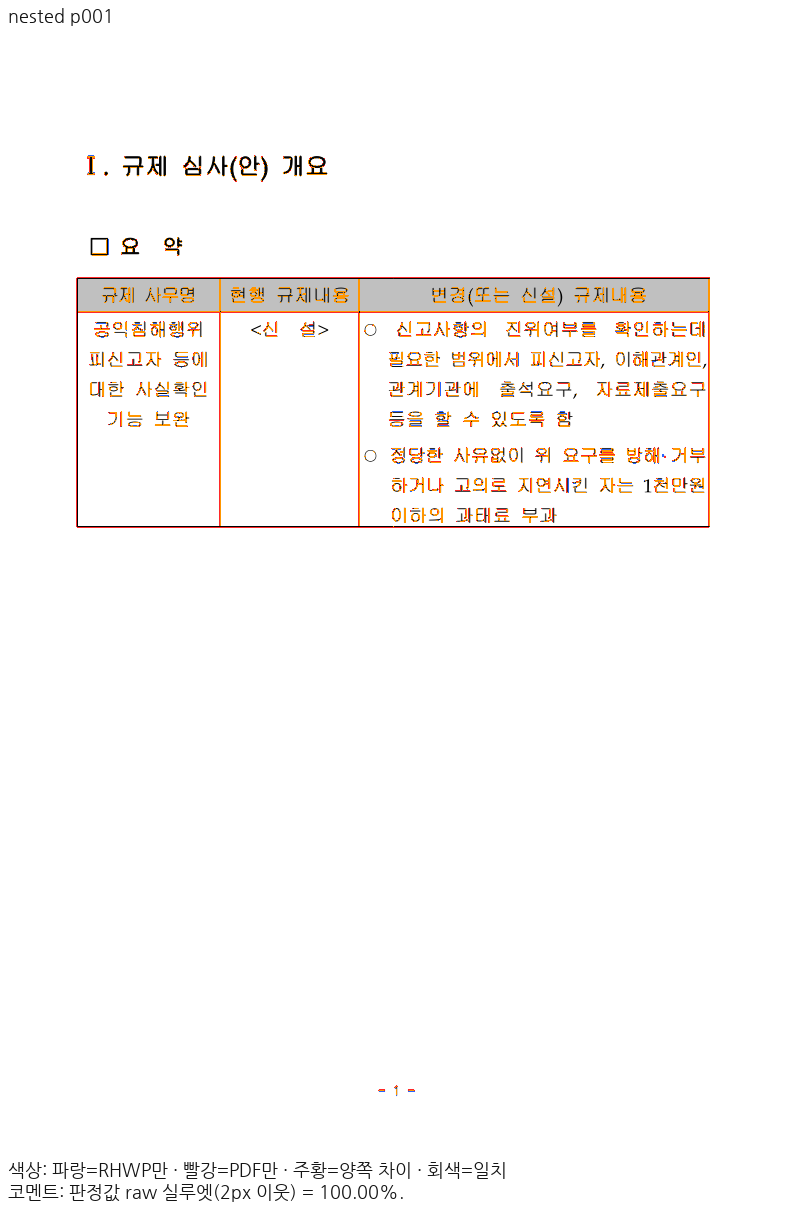 nested p001
Ⅰ. 규제 심사(안) 개요
□ 요 약
규제 사무명 현행 규제내용 변경(또는 신설) 규제내용
공익침해행위
피신고자 등에
대한 사실확인
기능 보완
<신 설>
○ 신고사항의 진위여부를 확인하는데
필요한 범위에서 피신고자, 이해관계인,
관계기관에 출석요구, 자료제출요구
등을 할 수 있도록 함
○ 정당한 사유없이 위 요구를 방해·거부
하거나 고의로 지연시킨 자는 1천만원
이하의 과태료 부과
- 1 -
색상: 파랑=RHWP만 · 빨강=PDF만 · 주황=양쪽 차이 · 회색=일치
코멘트: 판정값 raw 실루엣(2px 이웃) = 100.00%.